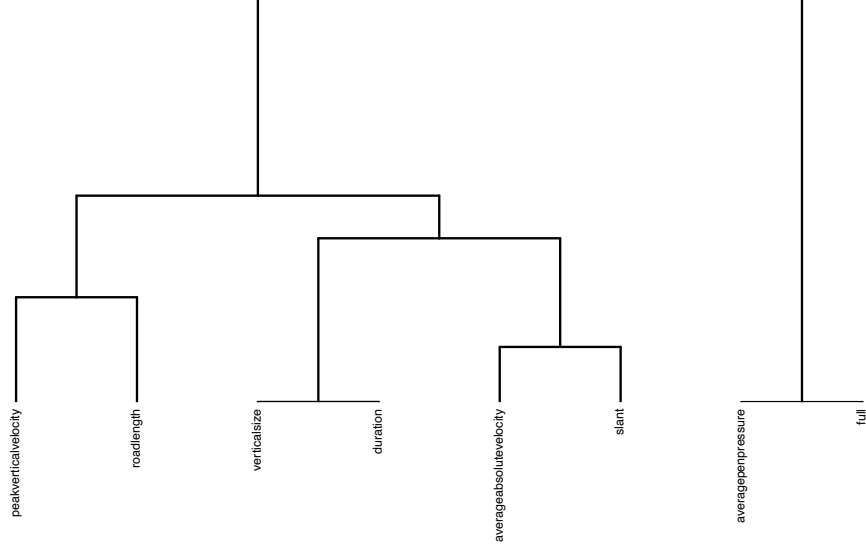 peakverticalvelocity
roadlength
verticalsize
duration
averageabsolutevelocity
slant
averagepenpressure
full